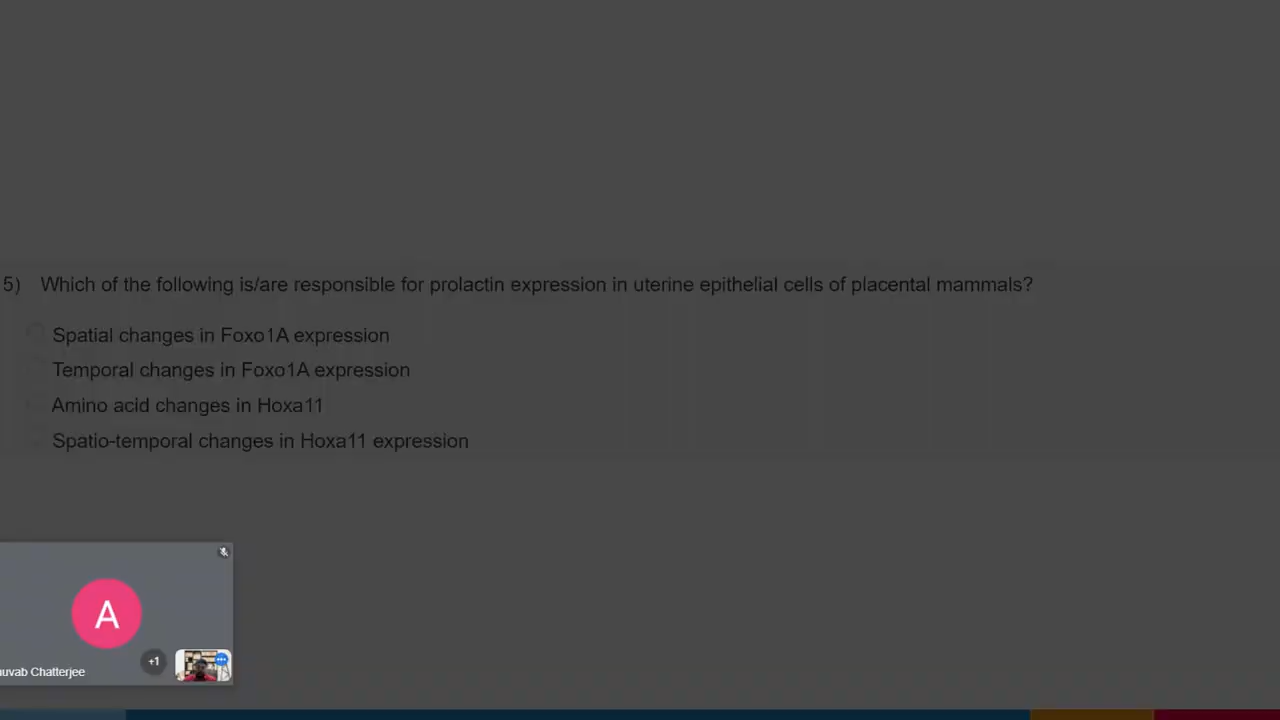 5) Which of the following is/are responsible for prolactin expression in uterine epithelial cells of placental mammals?
Spatial changes in Foxo1A expression
Temporal changes in Foxo1A expression
Amino acid changes in Hoxa11
Spatio-temporal changes in Hoxa11 expression
A
+1
Chatterjee